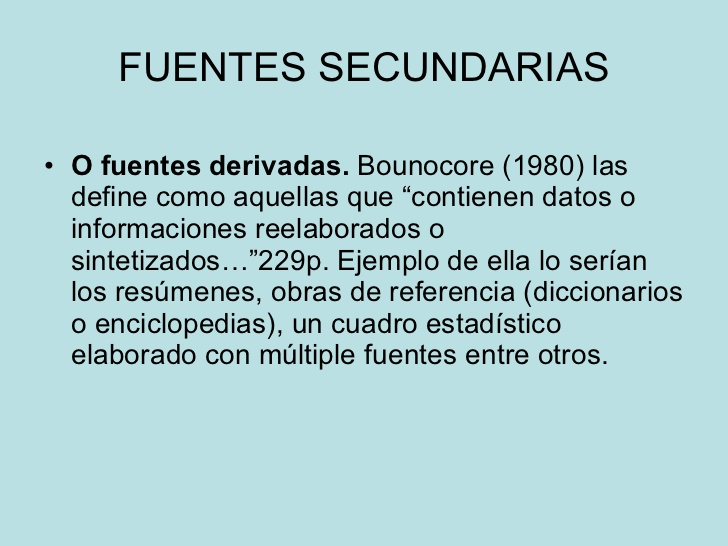 FUENTES SECUNDARIAS
• O fuentes derivadas. Bounocore (1980) las
define como aquellas que “contienen datos o
informaciones reelaborados o
sintetizados…”229p. Ejemplo de ella lo serían
los resúmenes, obras de referencia (diccionarios
o enciclopedias), un cuadro estadístico
elaborado con múltiple fuentes entre otros.